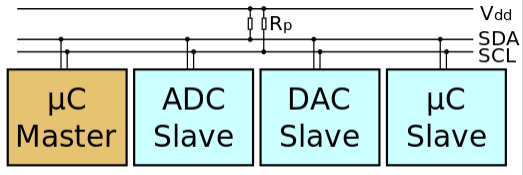 Vdd
Rp
SDA
SCL
µC
Master
ADC
Slave
DAC
Slave
µC
Slave